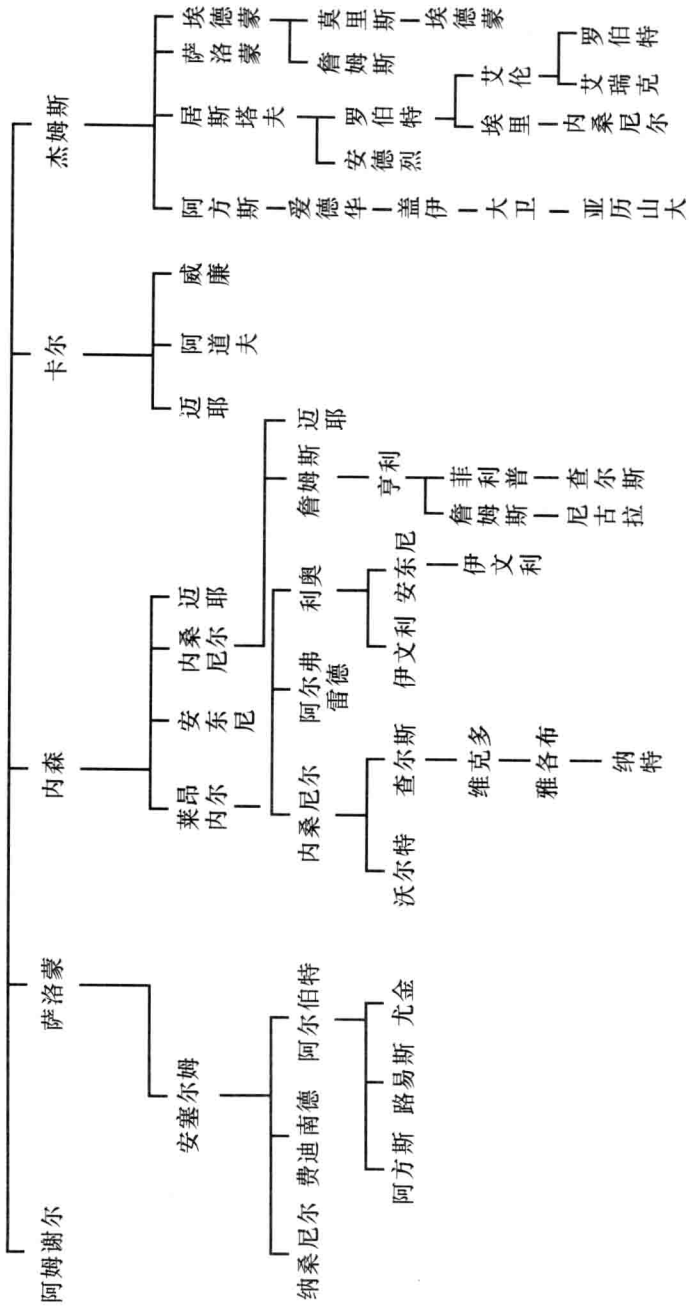 阿姆谢尔
萨洛蒙
内森
卡尔
杰姆斯
安塞尔姆
莱昂内尔
安东尼
内桑尼尔
迈耶
迈耶
阿道夫
威廉
阿方斯
居斯塔夫
萨洛蒙
埃德蒙
纳桑尼尔
费迪南德
阿尔伯特
内桑尼尔
阿尔弗雷德
利奥
詹姆斯
迈耶
爱德华
安德烈
罗伯特
詹姆斯
莫里斯
阿方斯
路易斯
尤金
沃尔特
查尔斯
伊文利
安东尼
亨利
盖伊
埃里
艾伦
埃德蒙
维克多
伊文利
詹姆斯
菲利普
大卫
内桑尼尔
艾瑞克
罗伯特
雅各布
尼古拉
查尔斯
亚历山大
纳特